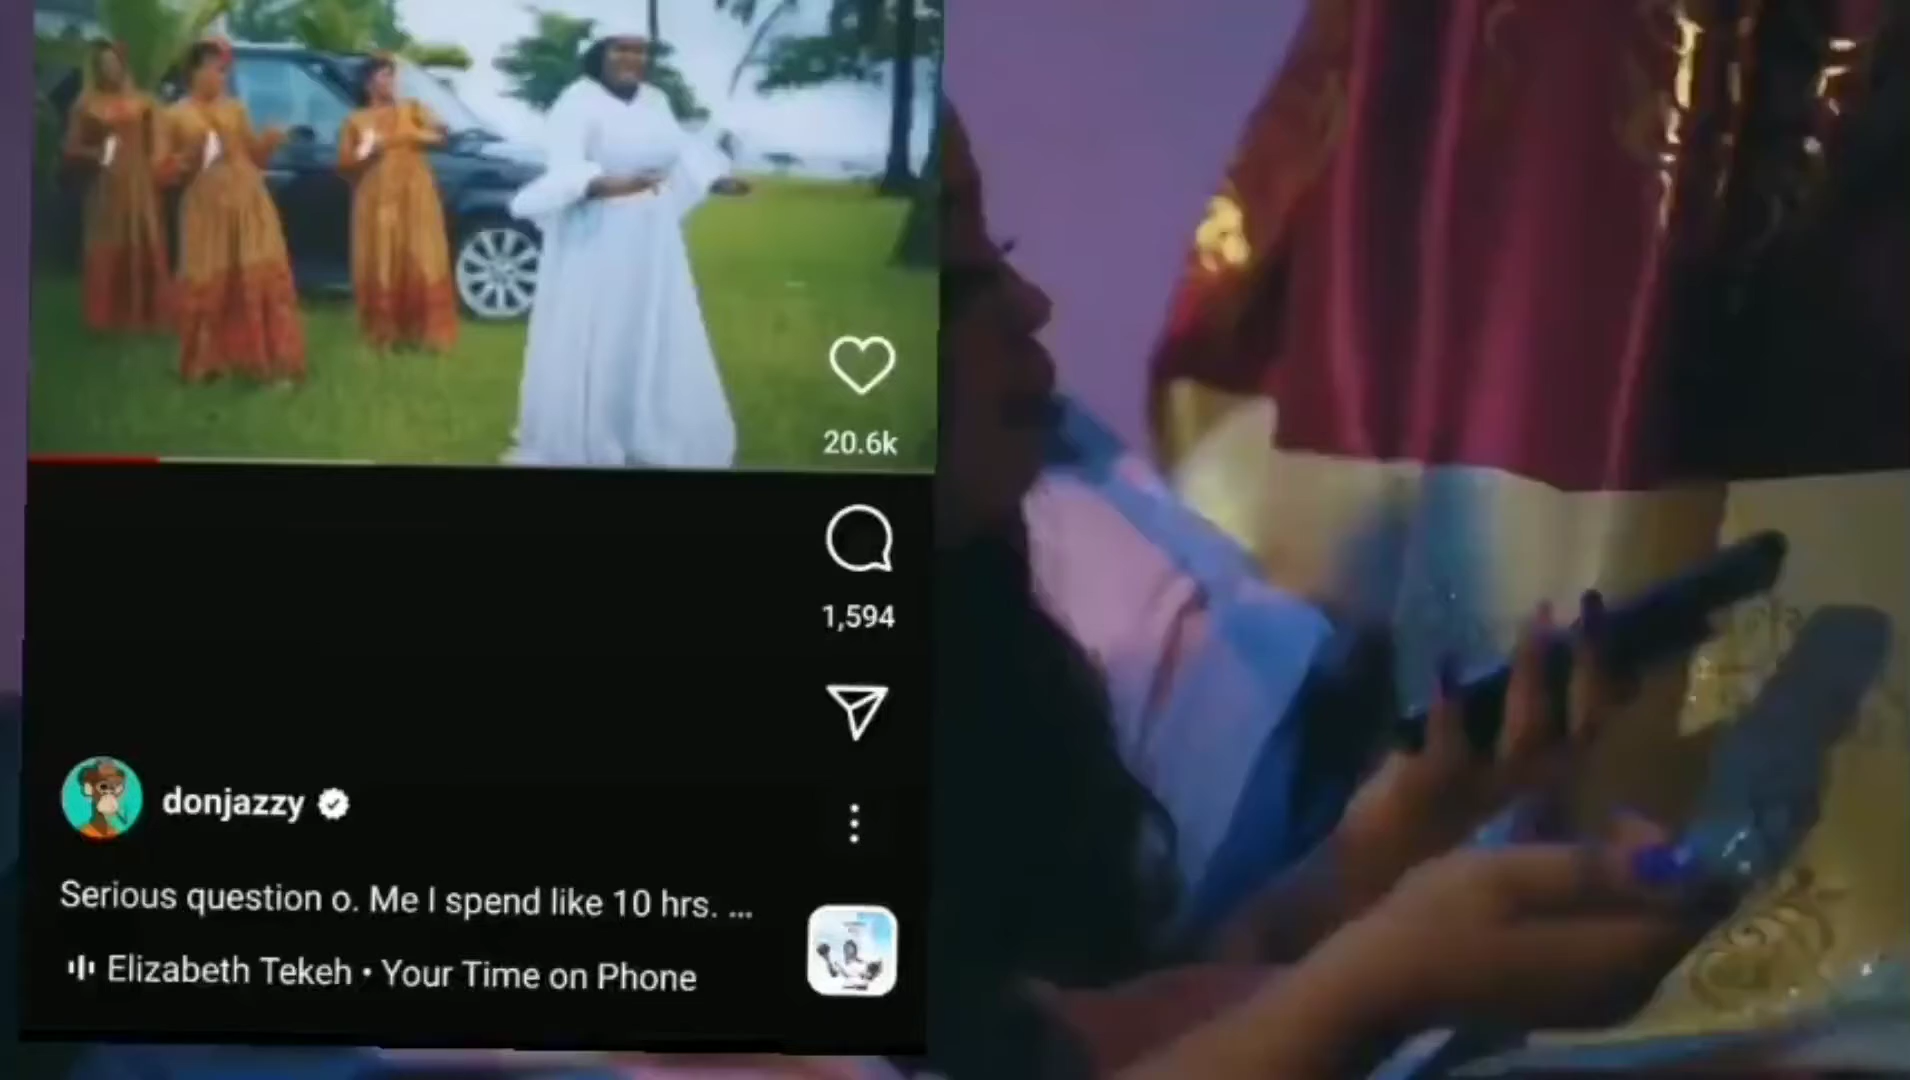 20.6k
1,594
donjazzy
Serious question o. Me I spend like 10 hrs. ...
Elizabeth Tekeh • Your Time on Phone